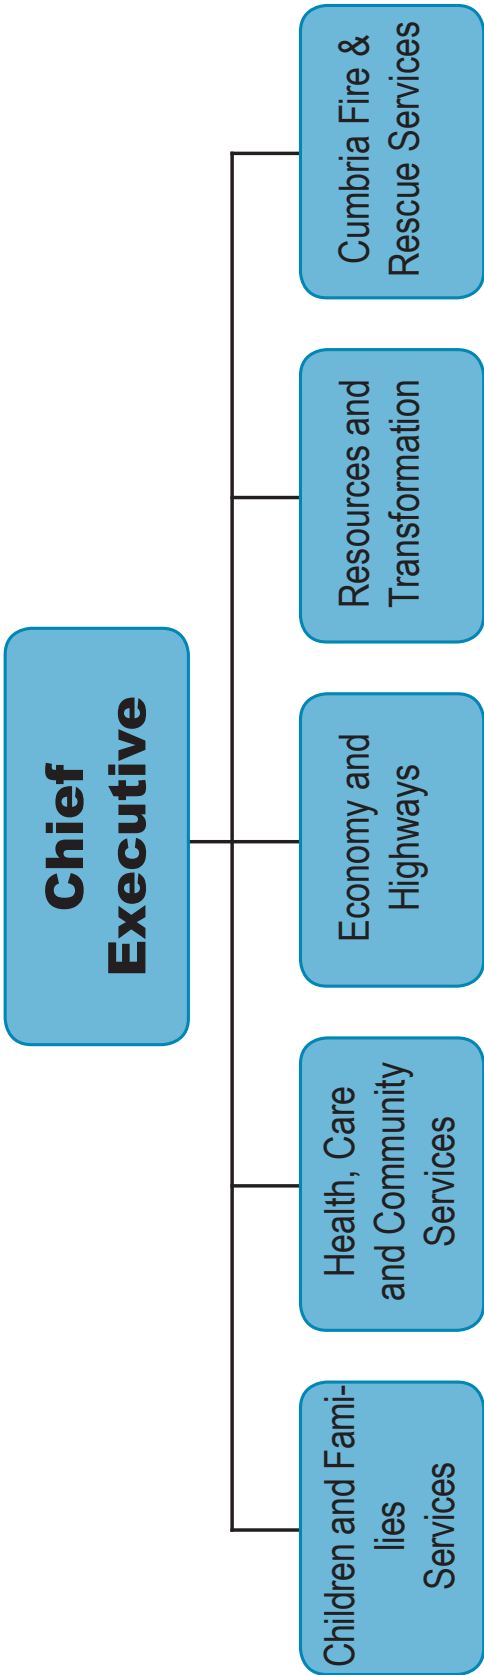 Chief
Executive
Children and Fami-
lies
Services
Health, Care
and Community
Services
Economy and
Highways
Resources and
Transformation
Cumbria Fire &
Rescue Services